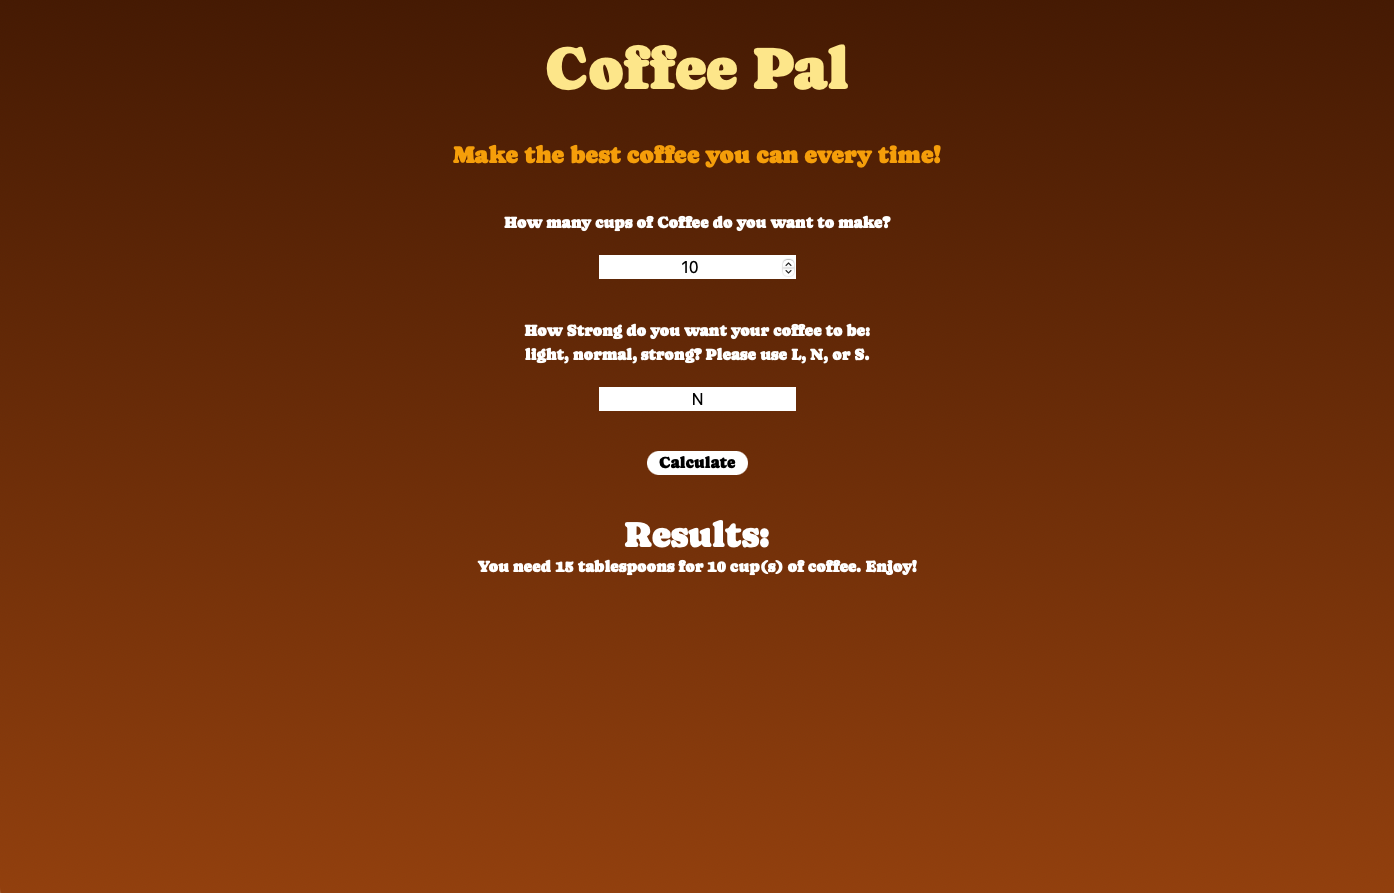 Coffee Pal
Make the best coffee you can every time!
How many cups of Coffee do you want to make?
10
How Strong do you want your coffee to be:
light, normal, strong? Please use L, N, or S.
N
Calculate
Results:
You need 15 tablespoons for 10 cup(s) of coffee. Enjoy!